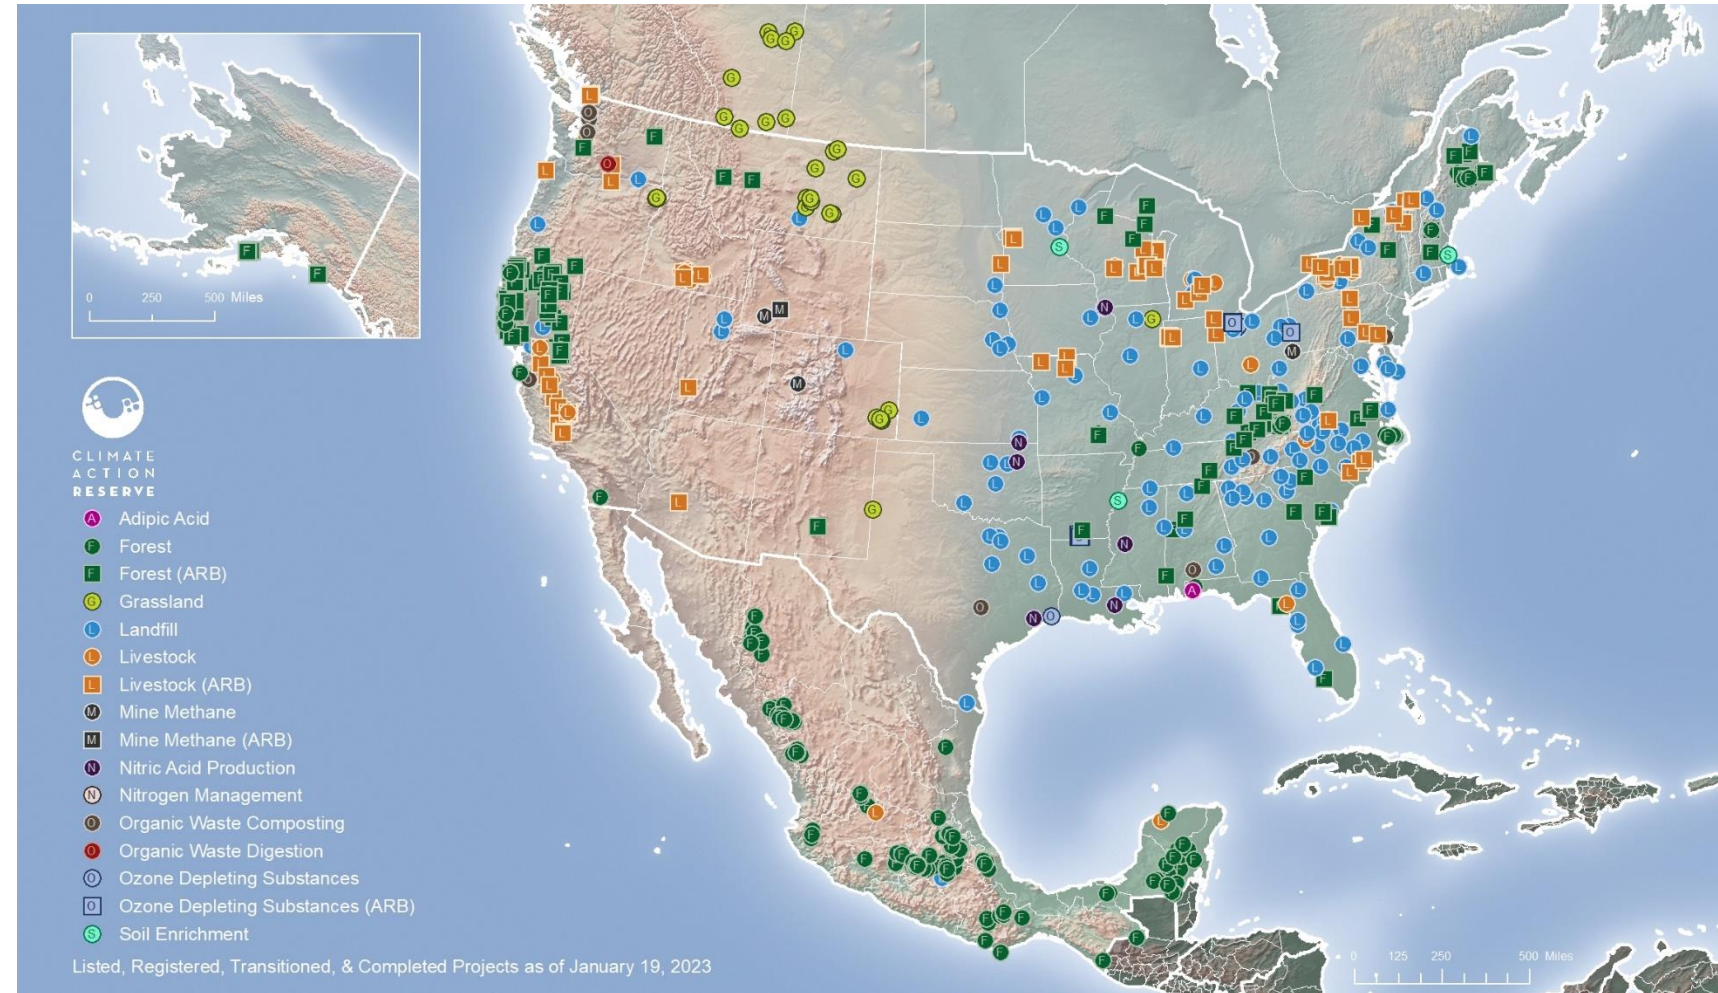 0 250 500 Miles
CLIMATE
ACTION
RESERVE
A Adipic Acid
F Forest
F Forest (ARB)
G Grassland
L Landfill
L Livestock
L Livestock (ARB)
M Mine Methane
M Mine Methane (ARB)
N Nitric Acid Production
N Nitrogen Management
O Organic Waste Composting
O Organic Waste Digestion
O Ozone Depleting Substances
O Ozone Depleting Substances (ARB)
S Soil Enrichment
Listed, Registered, Transitioned, & Completed Projects as of January 19, 2023
0 125 250 500 Miles